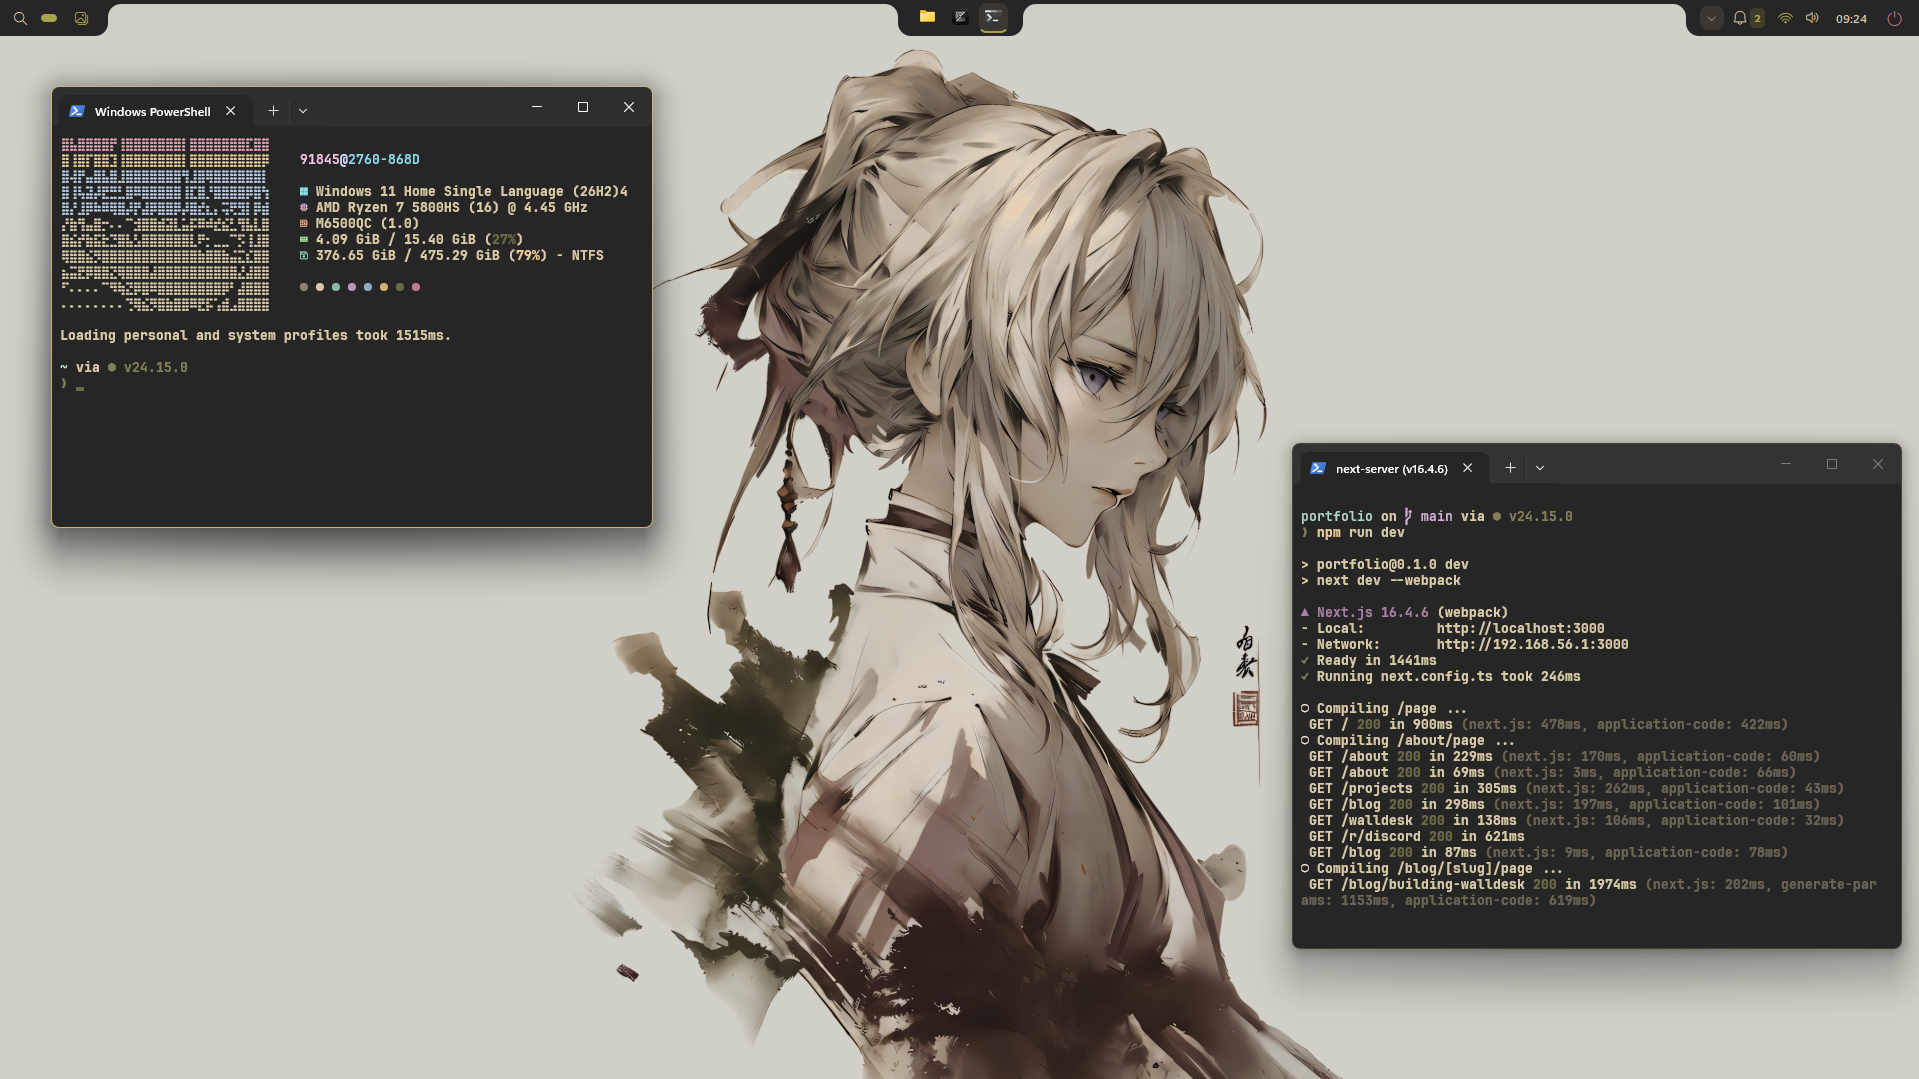 2
09:24
Windows PowerShell
91845@2760-868D
Windows 11 Home Single Language (26H2)4
AMD Ryzen 7 5800HS (16) @ 4.45 GHz
M6500QC (1.0)
4.09 GiB / 15.40 GiB (27%)
376.65 GiB / 475.29 GiB (79%) - NTFS
Loading personal and system profiles took 1515ms.
~ via v24.15.0
❯
next-server (v16.4.6)
portfolio on main via v24.15.0
❯ npm run dev
> portfolio@0.1.0 dev
> next dev --webpack
▲ Next.js 16.4.6 (webpack)
- Local: http://localhost:3000
- Network: http://192.168.56.1:3000
✓ Ready in 1441ms
✓ Running next.config.ts took 246ms
○ Compiling /page ...
GET / 200 in 900ms (next.js: 478ms, application-code: 422ms)
○ Compiling /about/page ...
GET /about 200 in 229ms (next.js: 170ms, application-code: 60ms)
GET /about 200 in 69ms (next.js: 3ms, application-code: 66ms)
GET /projects 200 in 305ms (next.js: 262ms, application-code: 43ms)
GET /blog 200 in 298ms (next.js: 197ms, application-code: 101ms)
GET /walldesk 200 in 138ms (next.js: 106ms, application-code: 32ms)
GET /r/discord 200 in 621ms
GET /blog 200 in 87ms (next.js: 9ms, application-code: 78ms)
○ Compiling /blog/[slug]/page ...
GET /blog/building-walldesk 200 in 1974ms (next.js: 202ms, generate-par
ams: 1153ms, application-code: 619ms)